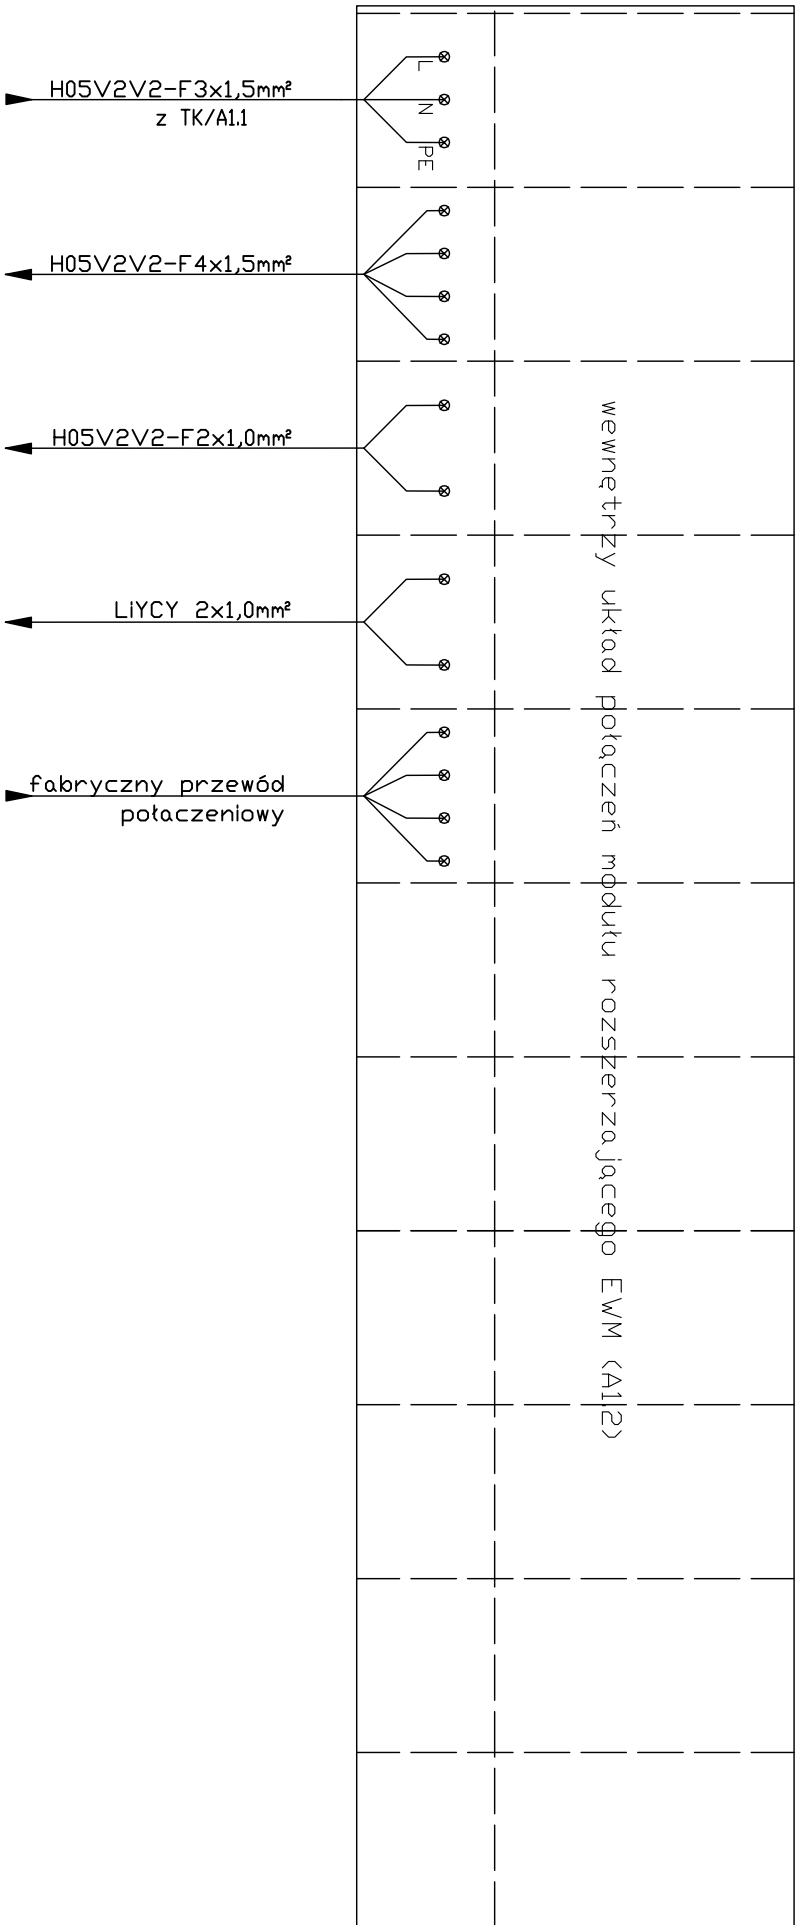 H05V2V2-F3x1,5mm²
z TK/A1.1
L
N
PE
H05V2V2-F4x1,5mm²
H05V2V2-F2x1,0mm²
LiYCY 2x1,0mm²
fabryczny przewód
połaczeniowy
wewnętrzy układ połączeń modułu rozszerzającego EWM (A1.2)